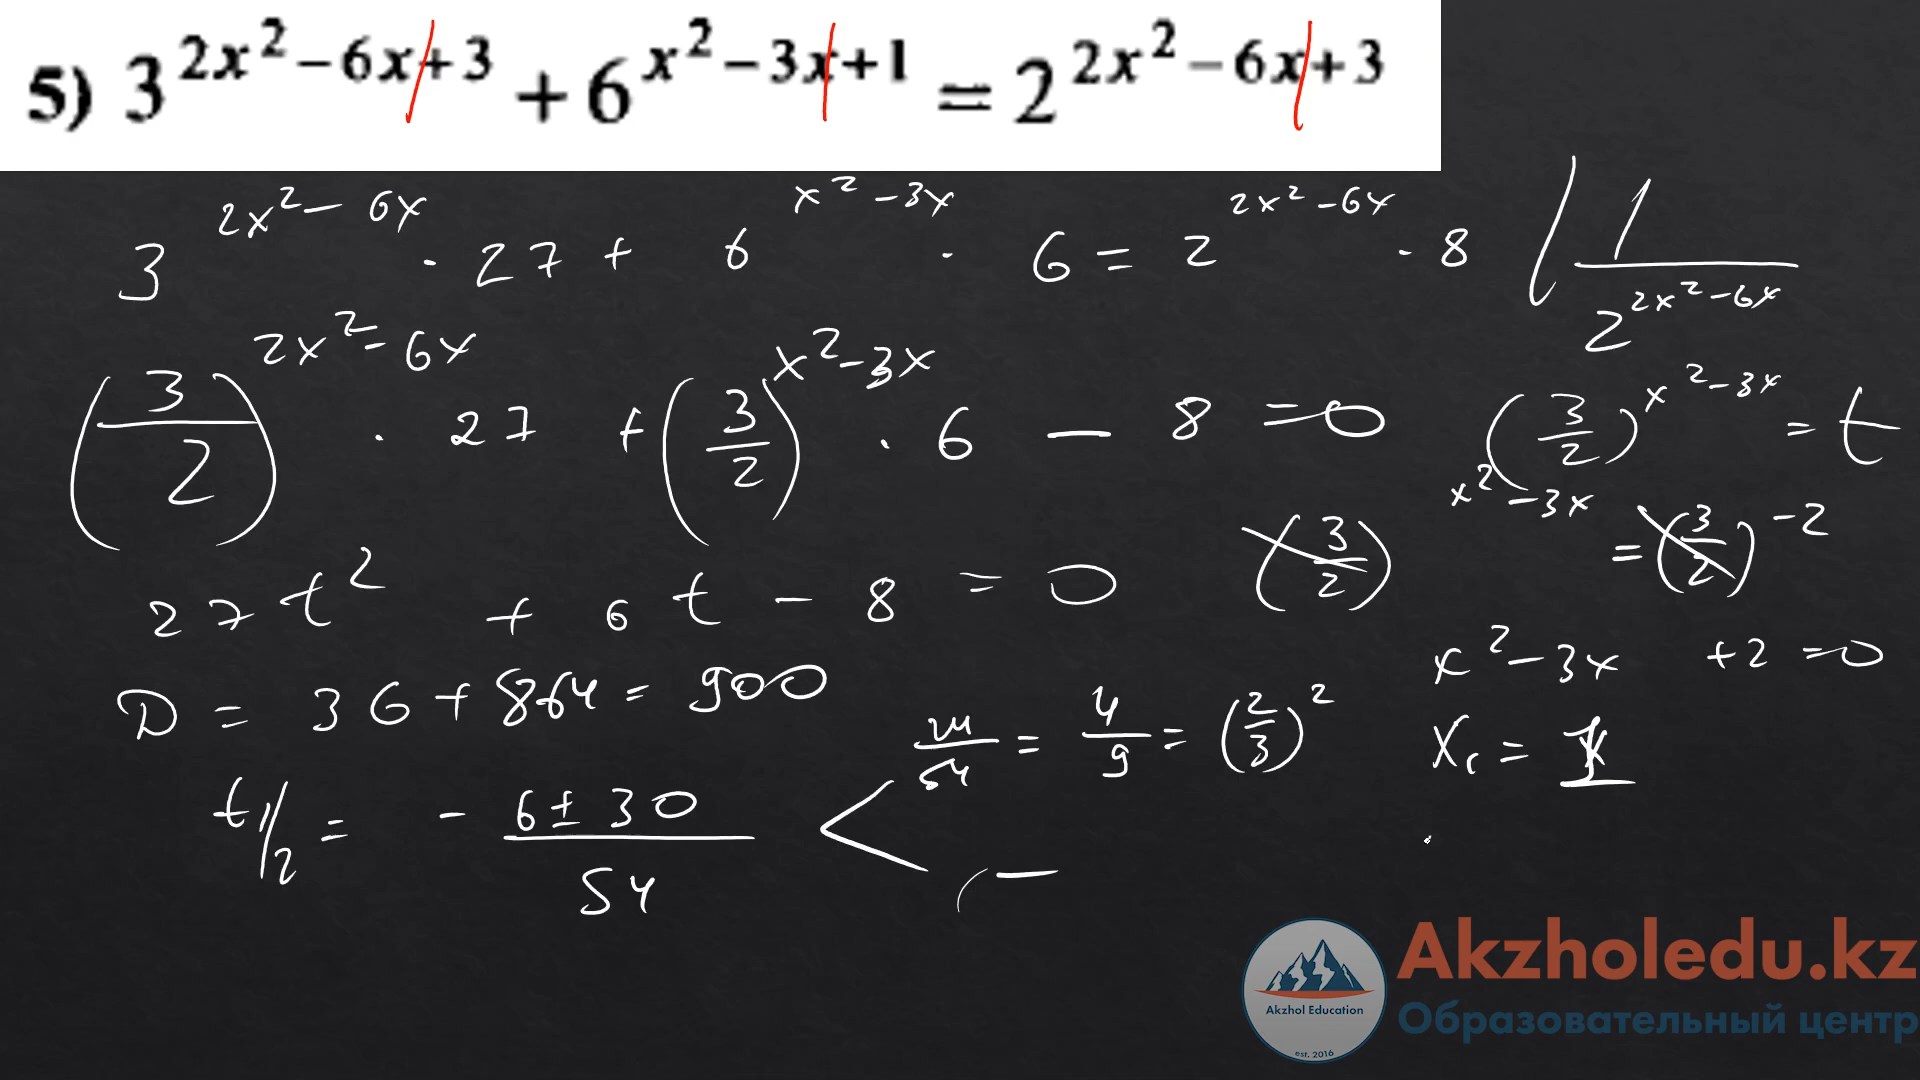 5) 3^{2x²-6x+3} + 6^{x²-3x+1} = 2^{2x²-6x+3}
3^{2x²-6x} · 27 + 6^{x²-3x} · 6 = 2^{2x²-6x} · 8 | 1/2^{2x²-6x}
(3/2)^{2x²-6x} · 27 + (3/2)^{x²-3x} · 6 - 8 = 0
(3/2)^{x²-3x} = t
27t² + 6t - 8 = 0
(3/2)^{x²-3x} = (3/2)^{-2}
D = 36 + 864 = 900
x² - 3x + 2 = 0
t_{1/2} = -6 ± 30 / 54 < 24/54 = 4/9 = (2/3)²
x₁ =
Akzholedu.kz
Образовательный центр
Akzhol Education
est. 2016